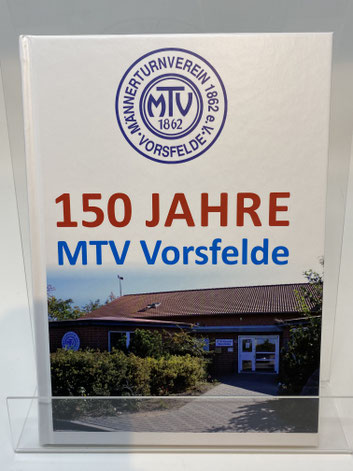 MÄNNERTURNVEREIN 1862 e.V.
VORSFELDE
MTV
1862
150 JAHRE
MTV Vorsfelde